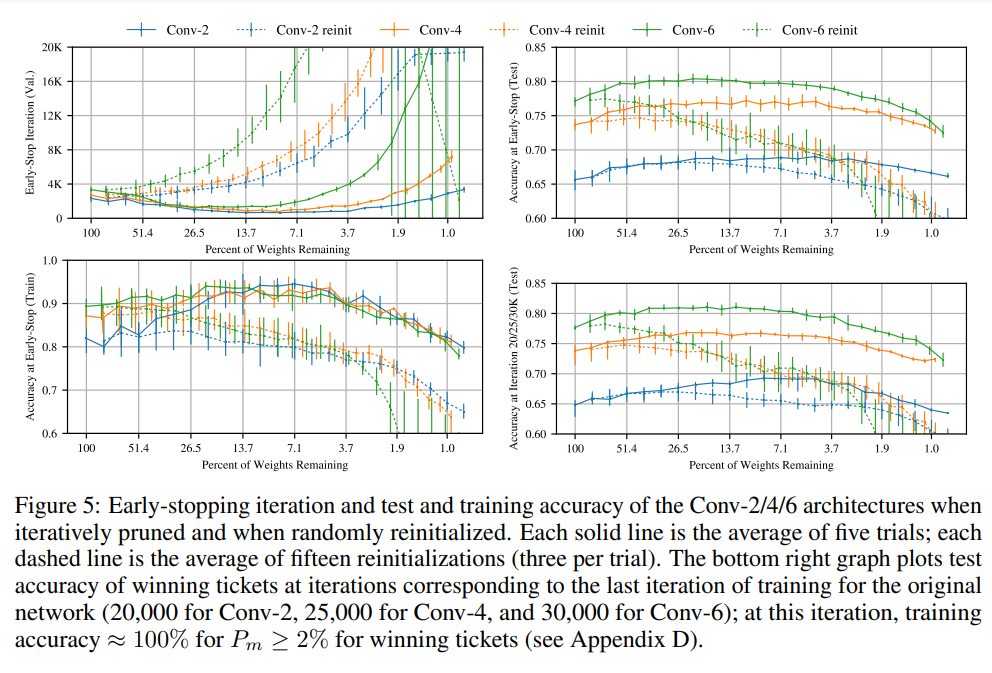 Conv-2 Conv-2 reinit Conv-4 Conv-4 reinit Conv-6 Conv-6 reinit
Early-Stop Iteration (Val.)
20K
16K
12K
8K
4K
0
100 51.4 26.5 13.7 7.1 3.7 1.9 1.0
Percent of Weights Remaining
Accuracy at Early-Stop (Test)
0.85
0.80
0.75
0.70
0.65
0.60
100 51.4 26.5 13.7 7.1 3.7 1.9 1.0
Percent of Weights Remaining
Accuracy at Early-Stop (Train)
1.0
0.9
0.8
0.7
0.6
100 51.4 26.5 13.7 7.1 3.7 1.9 1.0
Percent of Weights Remaining
Accuracy at Iteration 20/25/30K (Test)
0.85
0.80
0.75
0.70
0.65
0.60
100 51.4 26.5 13.7 7.1 3.7 1.9 1.0
Percent of Weights Remaining
Figure 5: Early-stopping iteration and test and training accuracy of the Conv-2/4/6 architectures when
iteratively pruned and when randomly reinitialized. Each solid line is the average of five trials; each
dashed line is the average of fifteen reinitializations (three per trial). The bottom right graph plots test
accuracy of winning tickets at iterations corresponding to the last iteration of training for the original
network (20,000 for Conv-2, 25,000 for Conv-4, and 30,000 for Conv-6); at this iteration, training
accuracy ≈ 100% for Pm ≥ 2% for winning tickets (see Appendix D).